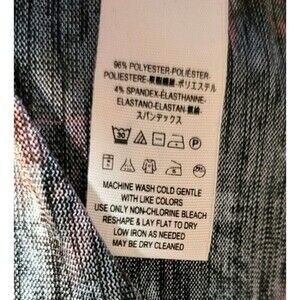 96% POLYESTER-POLIÉSTER-
POLIESTERE-聚酯纖維-ポリエステル
4% SPANDEX-ÉLASTHANNE-
ELASTANO-ELASTAN-氨綸-
スパンデックス
30
P
MACHINE WASH COLD GENTLE
WITH LIKE COLORS
USE ONLY NON-CHLORINE BLEACH
RESHAPE & LAY FLAT TO DRY
LOW IRON AS NEEDED
MAY BE DRY CLEANED